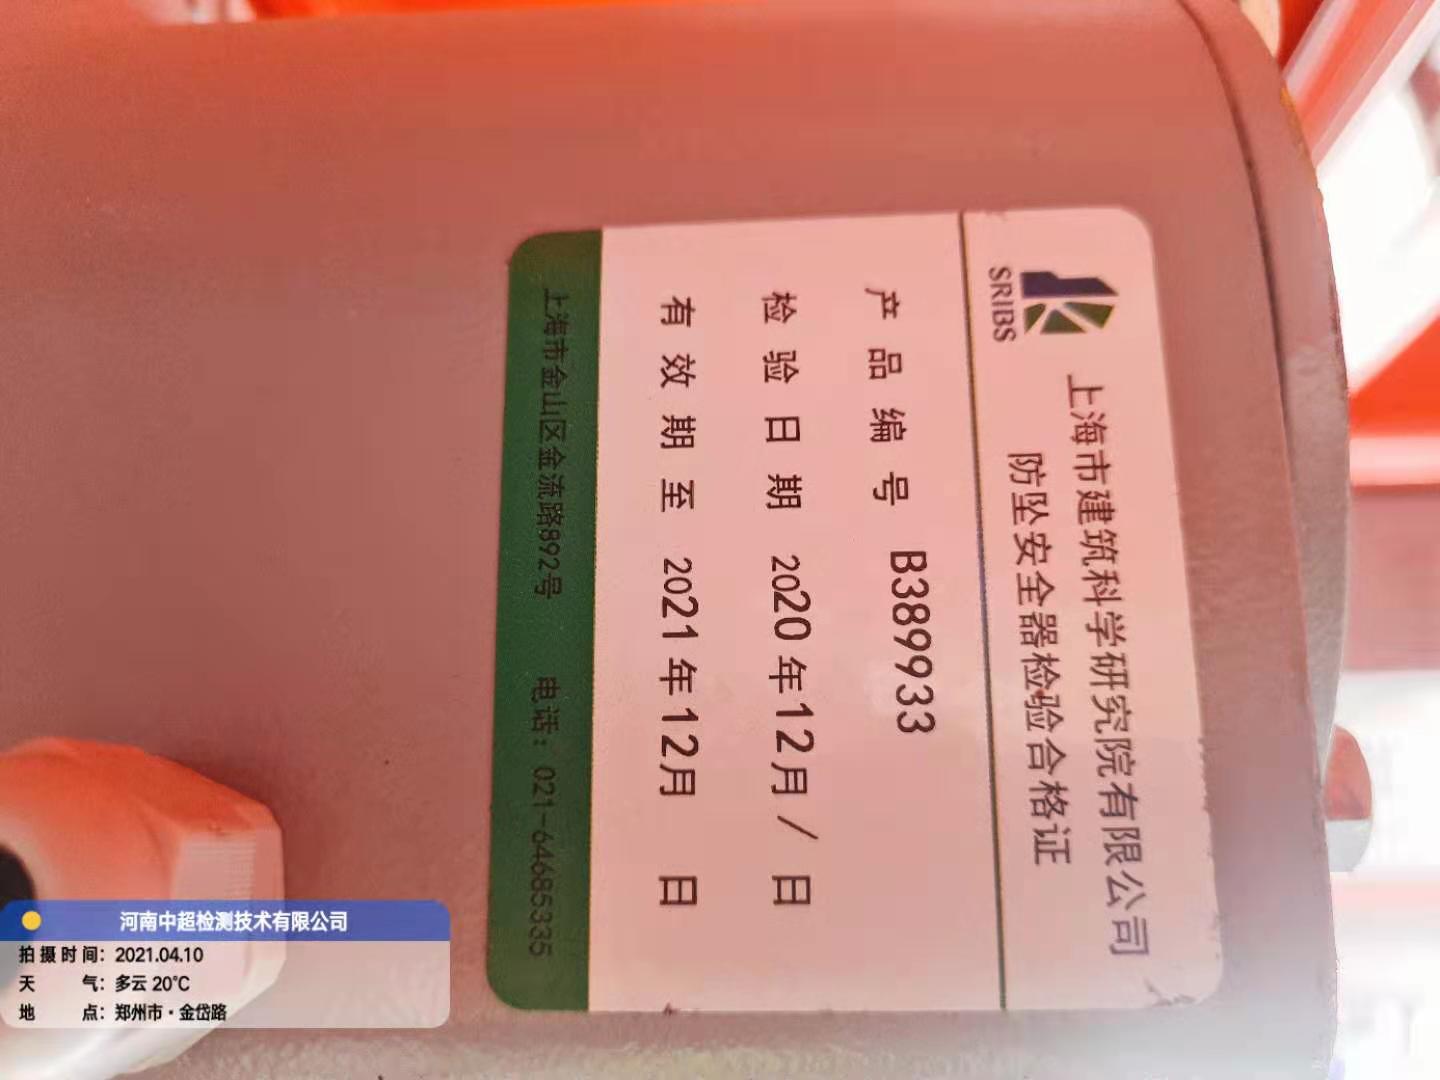 SRIBS
上海市建筑科学研究院有限公司
防坠安全器检验合格证
产品编号 B389933
检验日期 2020年12月/日
有效期至 2021年12月 日
上海市金山区金流路892号 电话：021-64685335
河南中超检测技术有限公司
拍摄时间：2021.04.10
天 气：多云 20℃
地 点：郑州市·金岱路